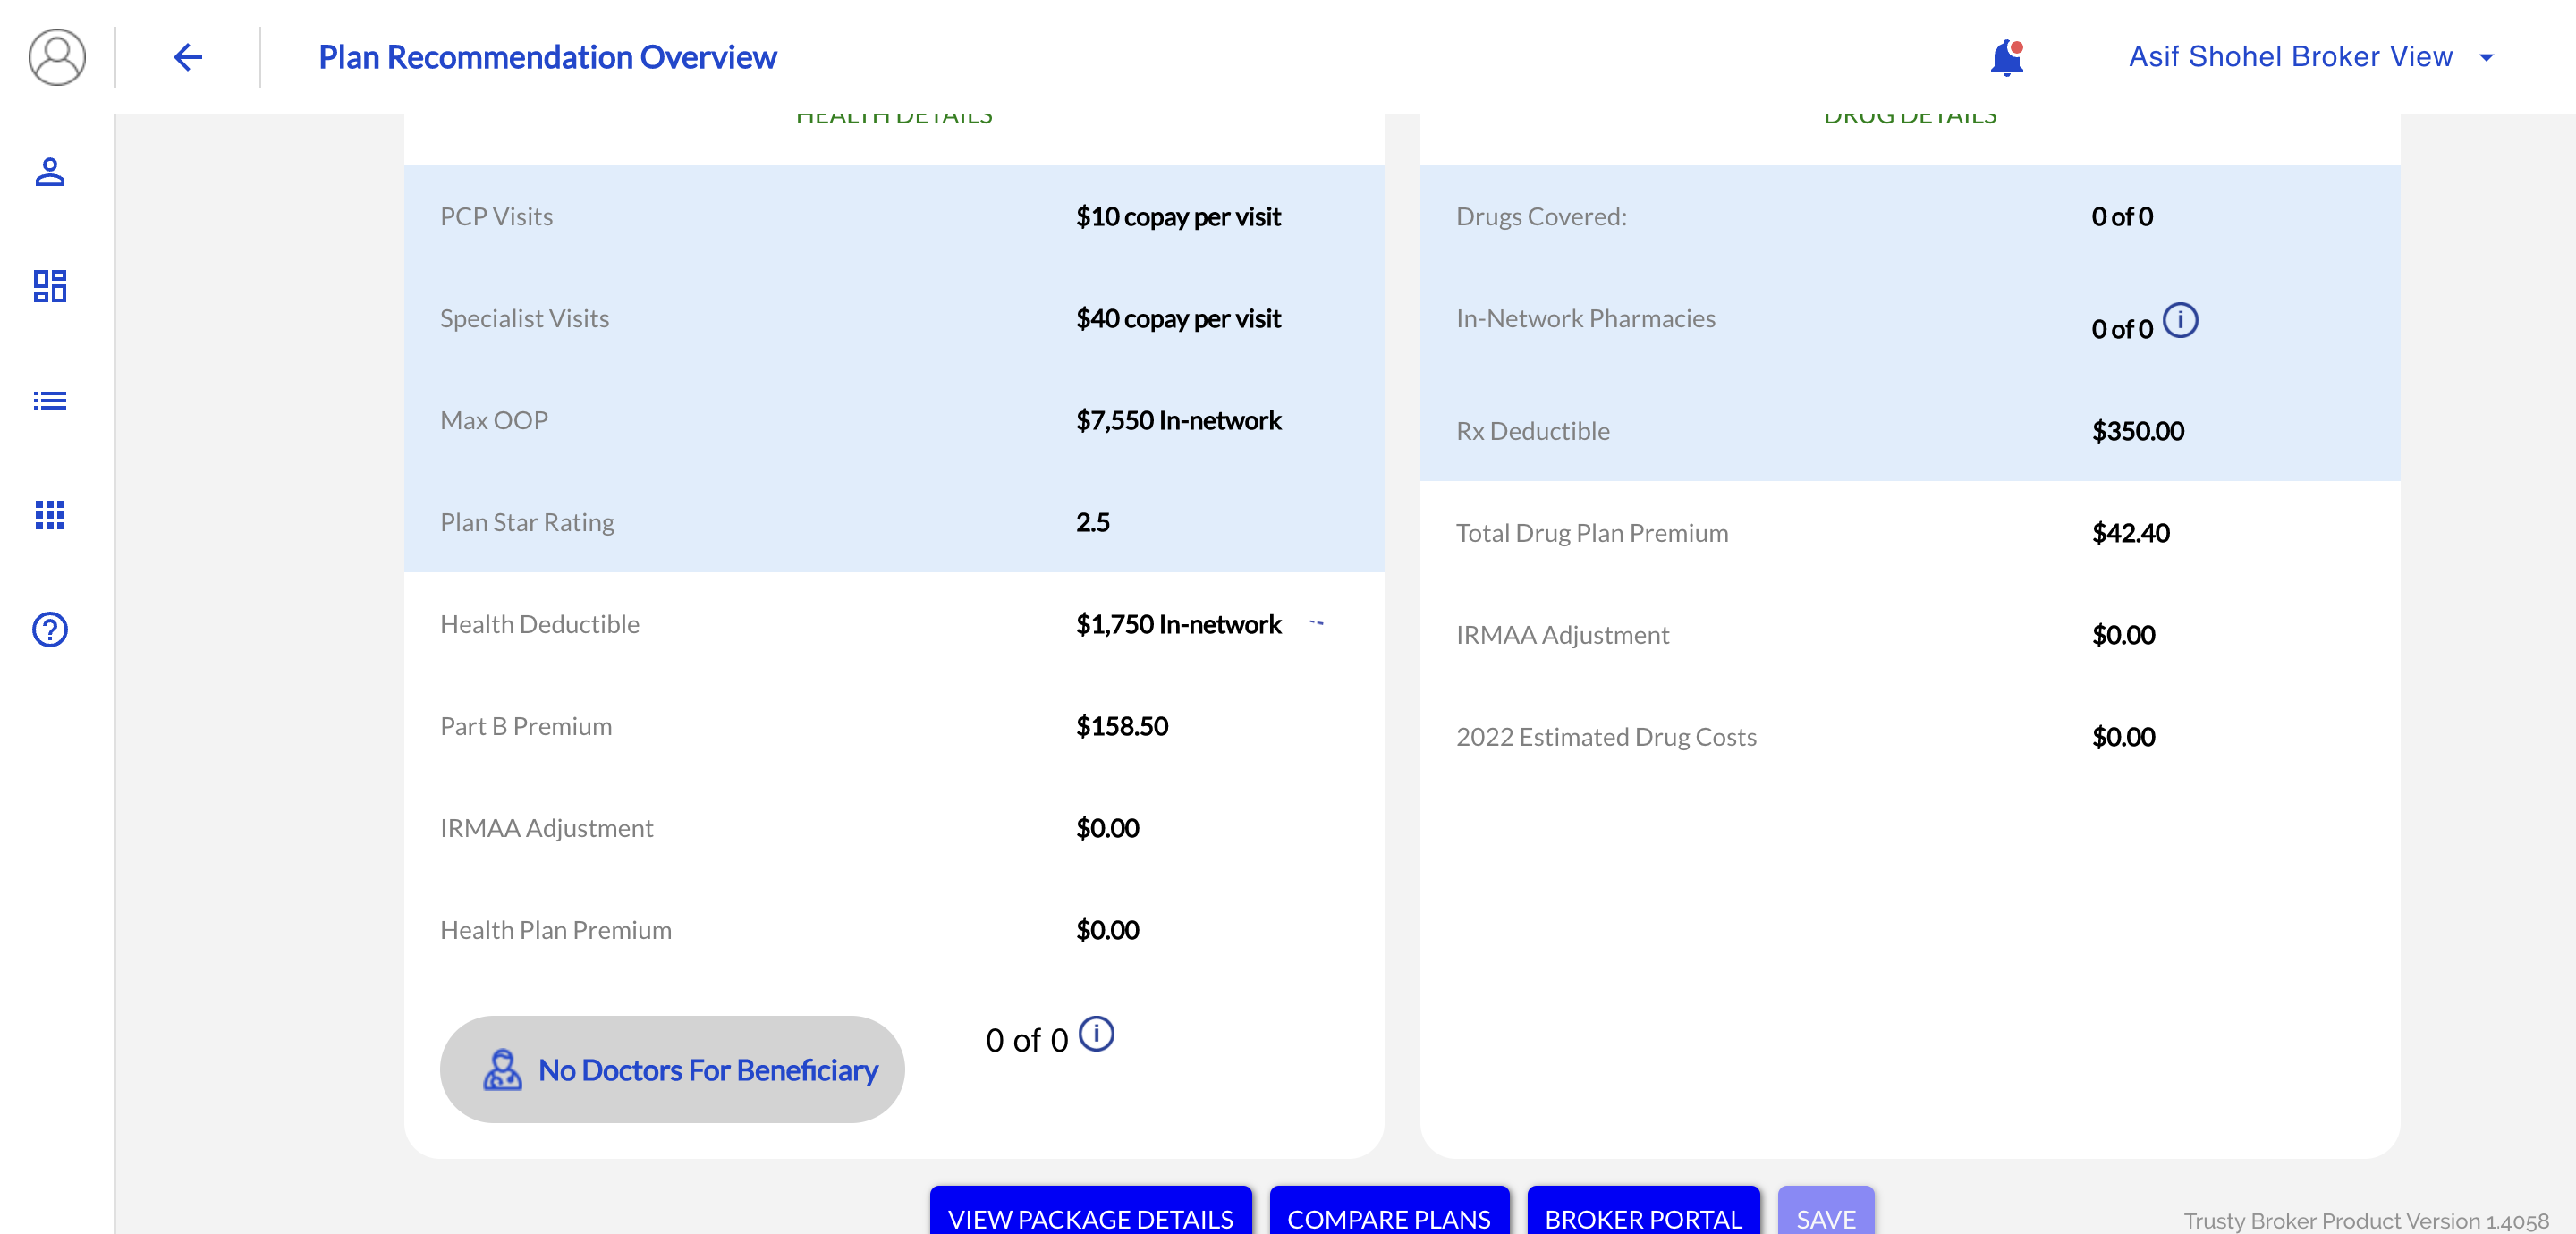 Plan Recommendation Overview
Asif Shohel Broker View
HEALTH DETAILS
PCP Visits $10 copay per visit
Specialist Visits $40 copay per visit
Max OOP $7,550 In-network
Plan Star Rating 2.5
Health Deductible $1,750 In-network
Part B Premium $158.50
IRMAA Adjustment $0.00
Health Plan Premium $0.00
No Doctors For Beneficiary 0 of 0
DRUG DETAILS
Drugs Covered: 0 of 0
In-Network Pharmacies 0 of 0
Rx Deductible $350.00
Total Drug Plan Premium $42.40
IRMAA Adjustment $0.00
2022 Estimated Drug Costs $0.00
VIEW PACKAGE DETAILS COMPARE PLANS BROKER PORTAL SAVE
Trusty Broker Product Version 1.4058